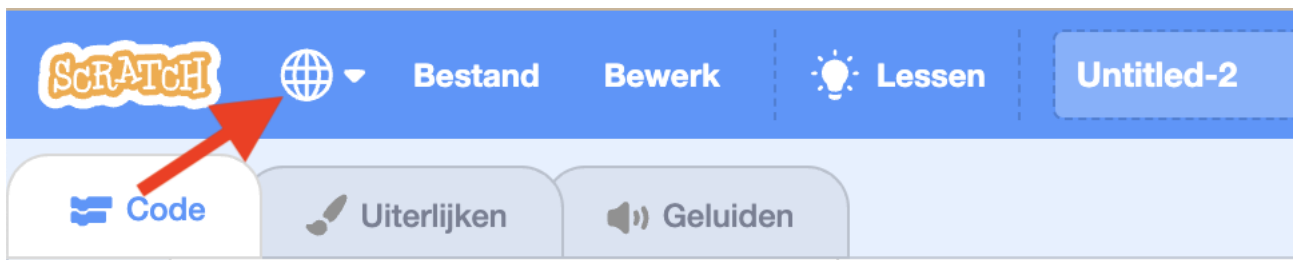 SCRATCH Bestand Bewerk Lessen Untitled-2
Code Uiterlijken Geluiden